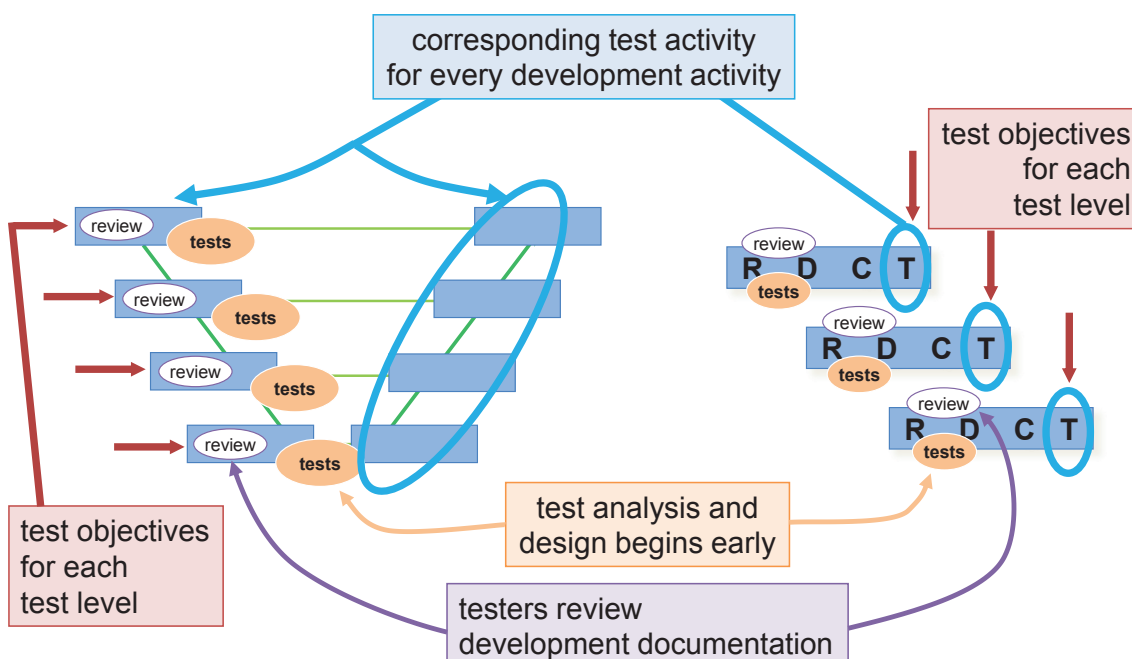 corresponding test activity
for every development activity
test objectives
for each
test level
review
tests
review
R D C T
tests
review
tests
review
R D C T
tests
review
tests
review
R D C T
tests
review
tests
test analysis and
design begins early
test objectives
for each
test level
testers review
development documentation